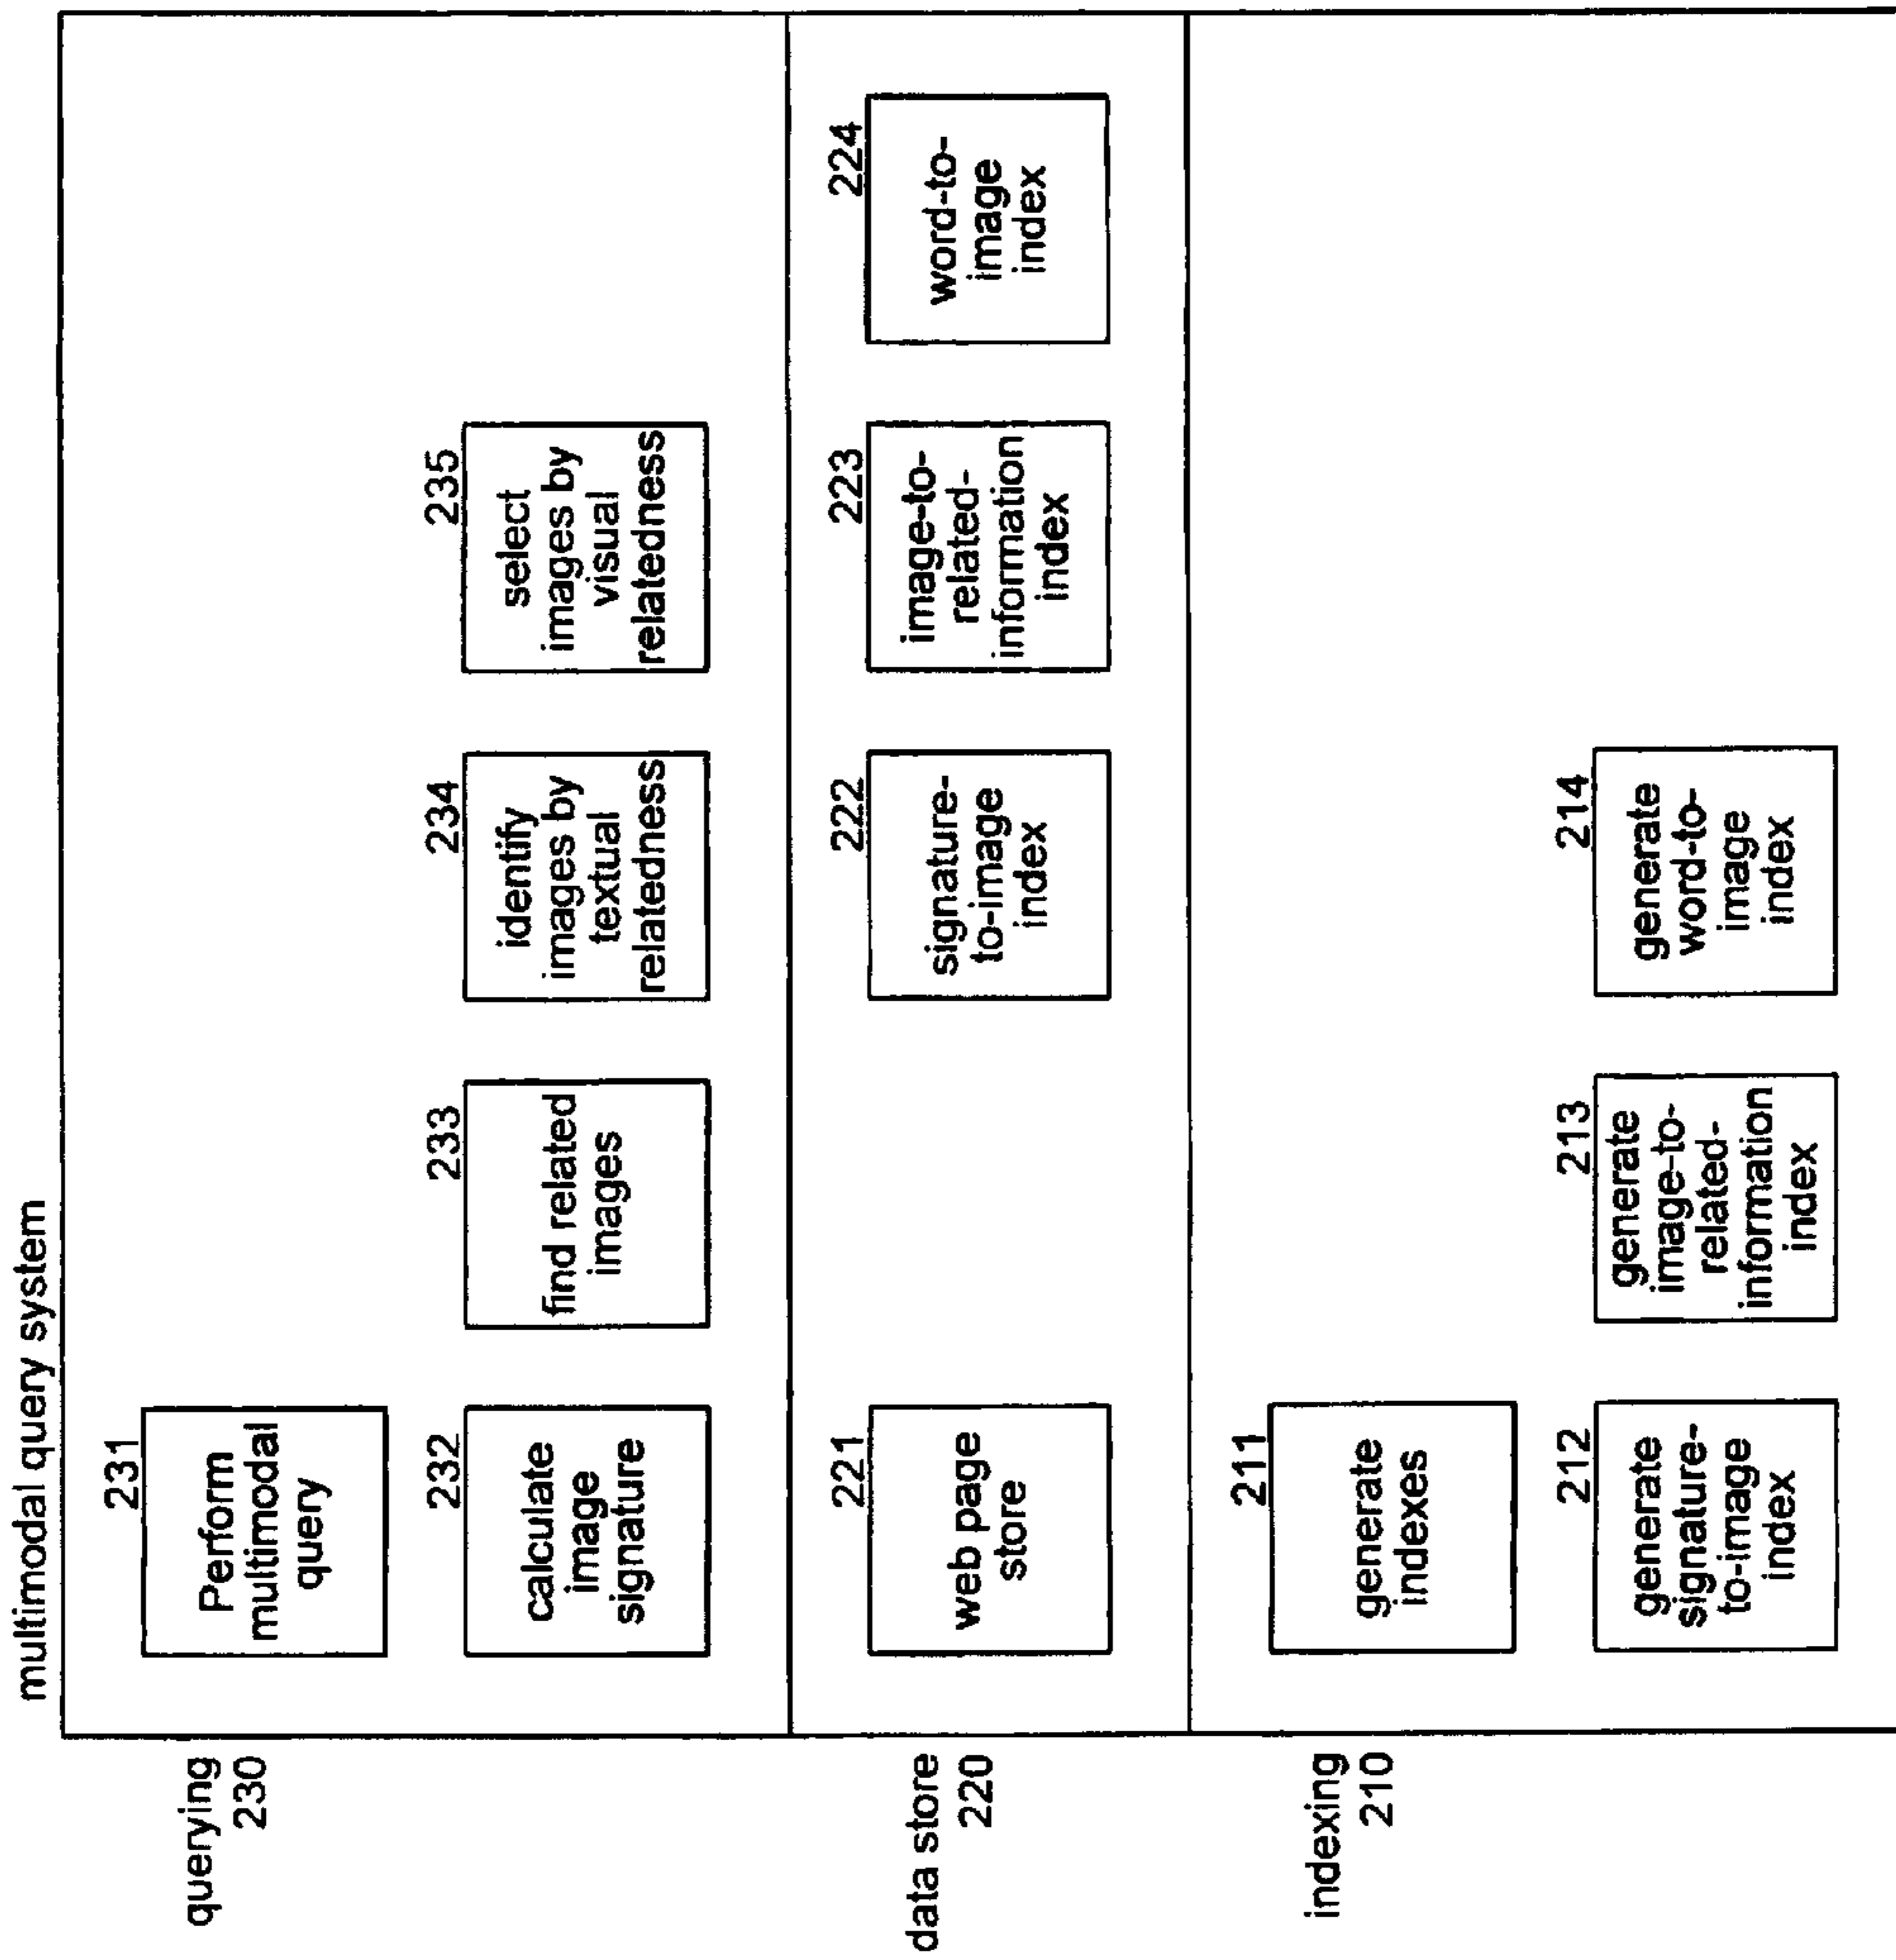 multimodal query system
querying
230
231
Perform
multimodal
query
232
calculate
image
signature
233
find related
images
234
identify
images by
textual
relatedness
235
select
images by
visual
relatedness
data store
220
221
web page
store
222
signature-
to-image
index
223
image-to-
related-
information
index
224
word-to-
image
index
indexing
210
211
generate
indexes
212
generate
signature-
to-image
index
213
generate
image-to-
related-
information
index
214
generate
word-to-
image
index